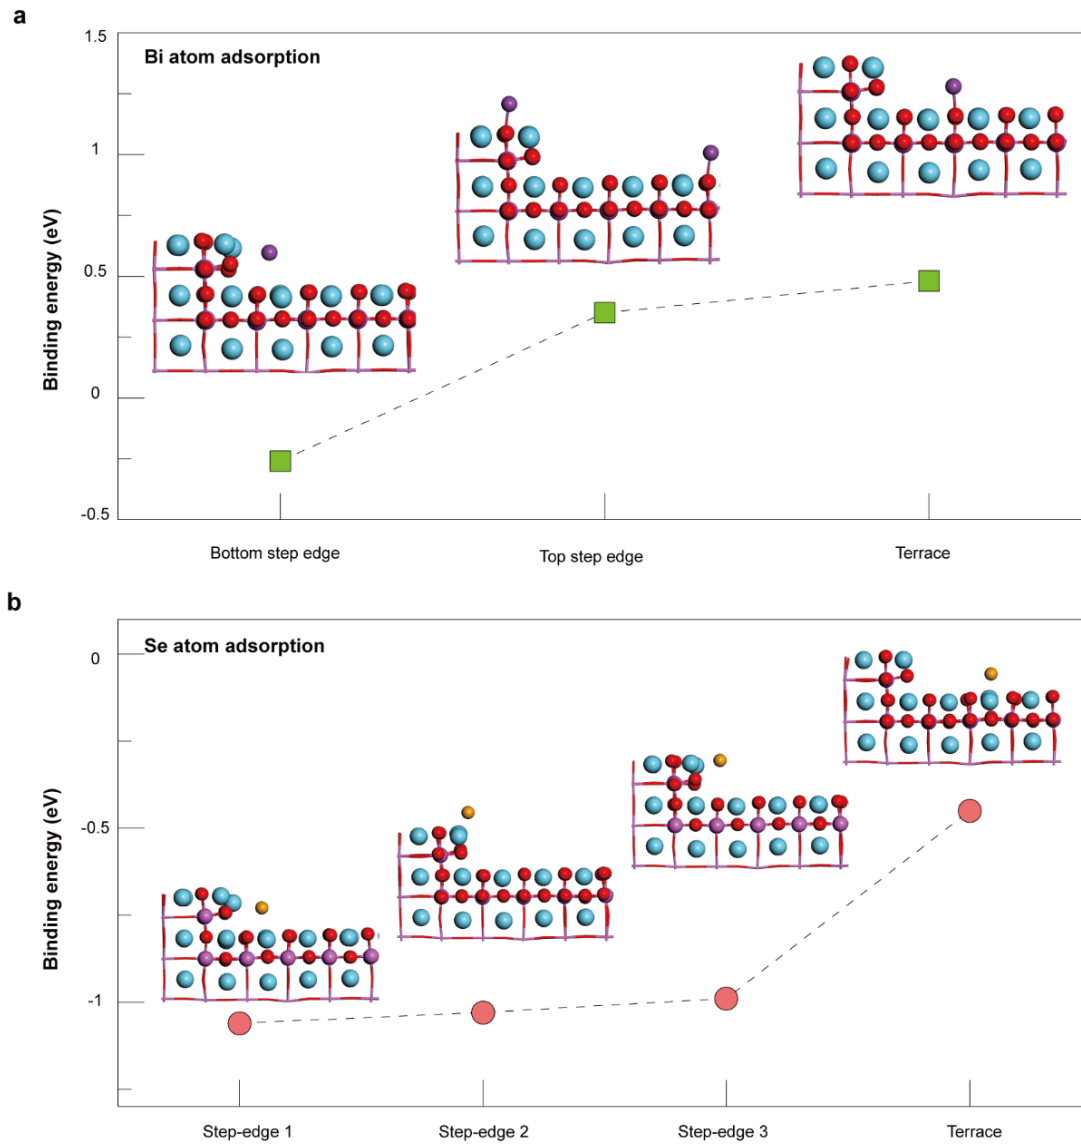 a
Bi atom adsorption
Binding energy (eV)
1.5
1
0.5
0
-0.5
Bottom step edge
Top step edge
Terrace
b
Se atom adsorption
Binding energy (eV)
0
-0.5
-1
Step-edge 1
Step-edge 2
Step-edge 3
Terrace